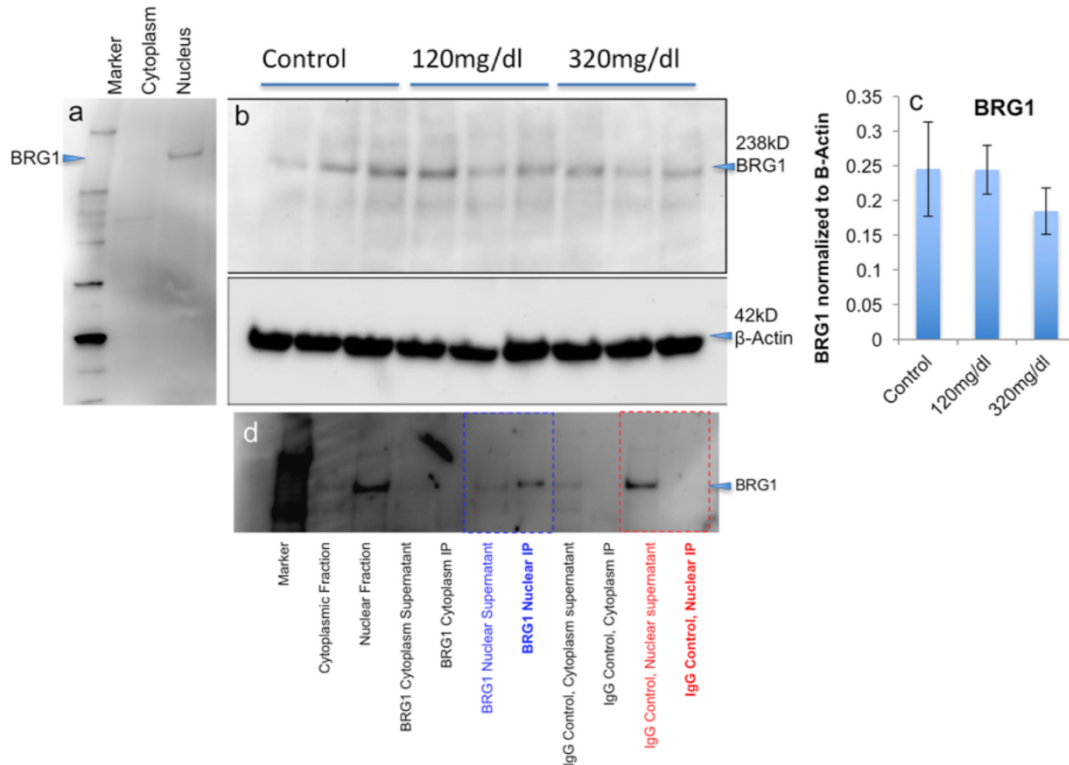 Marker
Cytoplasm
Nucleus
a
BRG1
Control
120mg/dl
320mg/dl
b
238kD
BRG1
42kD
β-Actin
c
BRG1
BRG1 normalized to B-Actin
0.35
0.3
0.25
0.2
0.15
0.1
0.05
0
Control
120mg/dl
320mg/dl
d
BRG1
Marker
Cytoplasmic Fraction
Nuclear Fraction
BRG1 Cytoplasm Supernatant
BRG1 Cytoplasm IP
BRG1 Nuclear Supernatant
BRG1 Nuclear IP
IgG Control, Cytoplasm supernatant
IgG Control, Cytoplasm IP
IgG Control, Nuclear supernatant
IgG Control, Nuclear IP